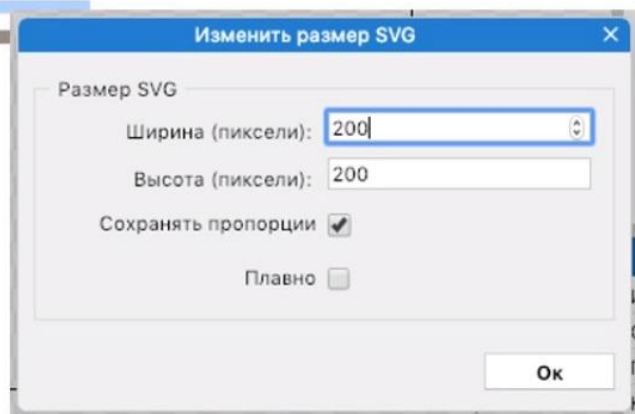 Изменить размер SVG
Размер SVG
Ширина (пиксели): 200
Высота (пиксели): 200
Сохранять пропорции
Плавно
Ок